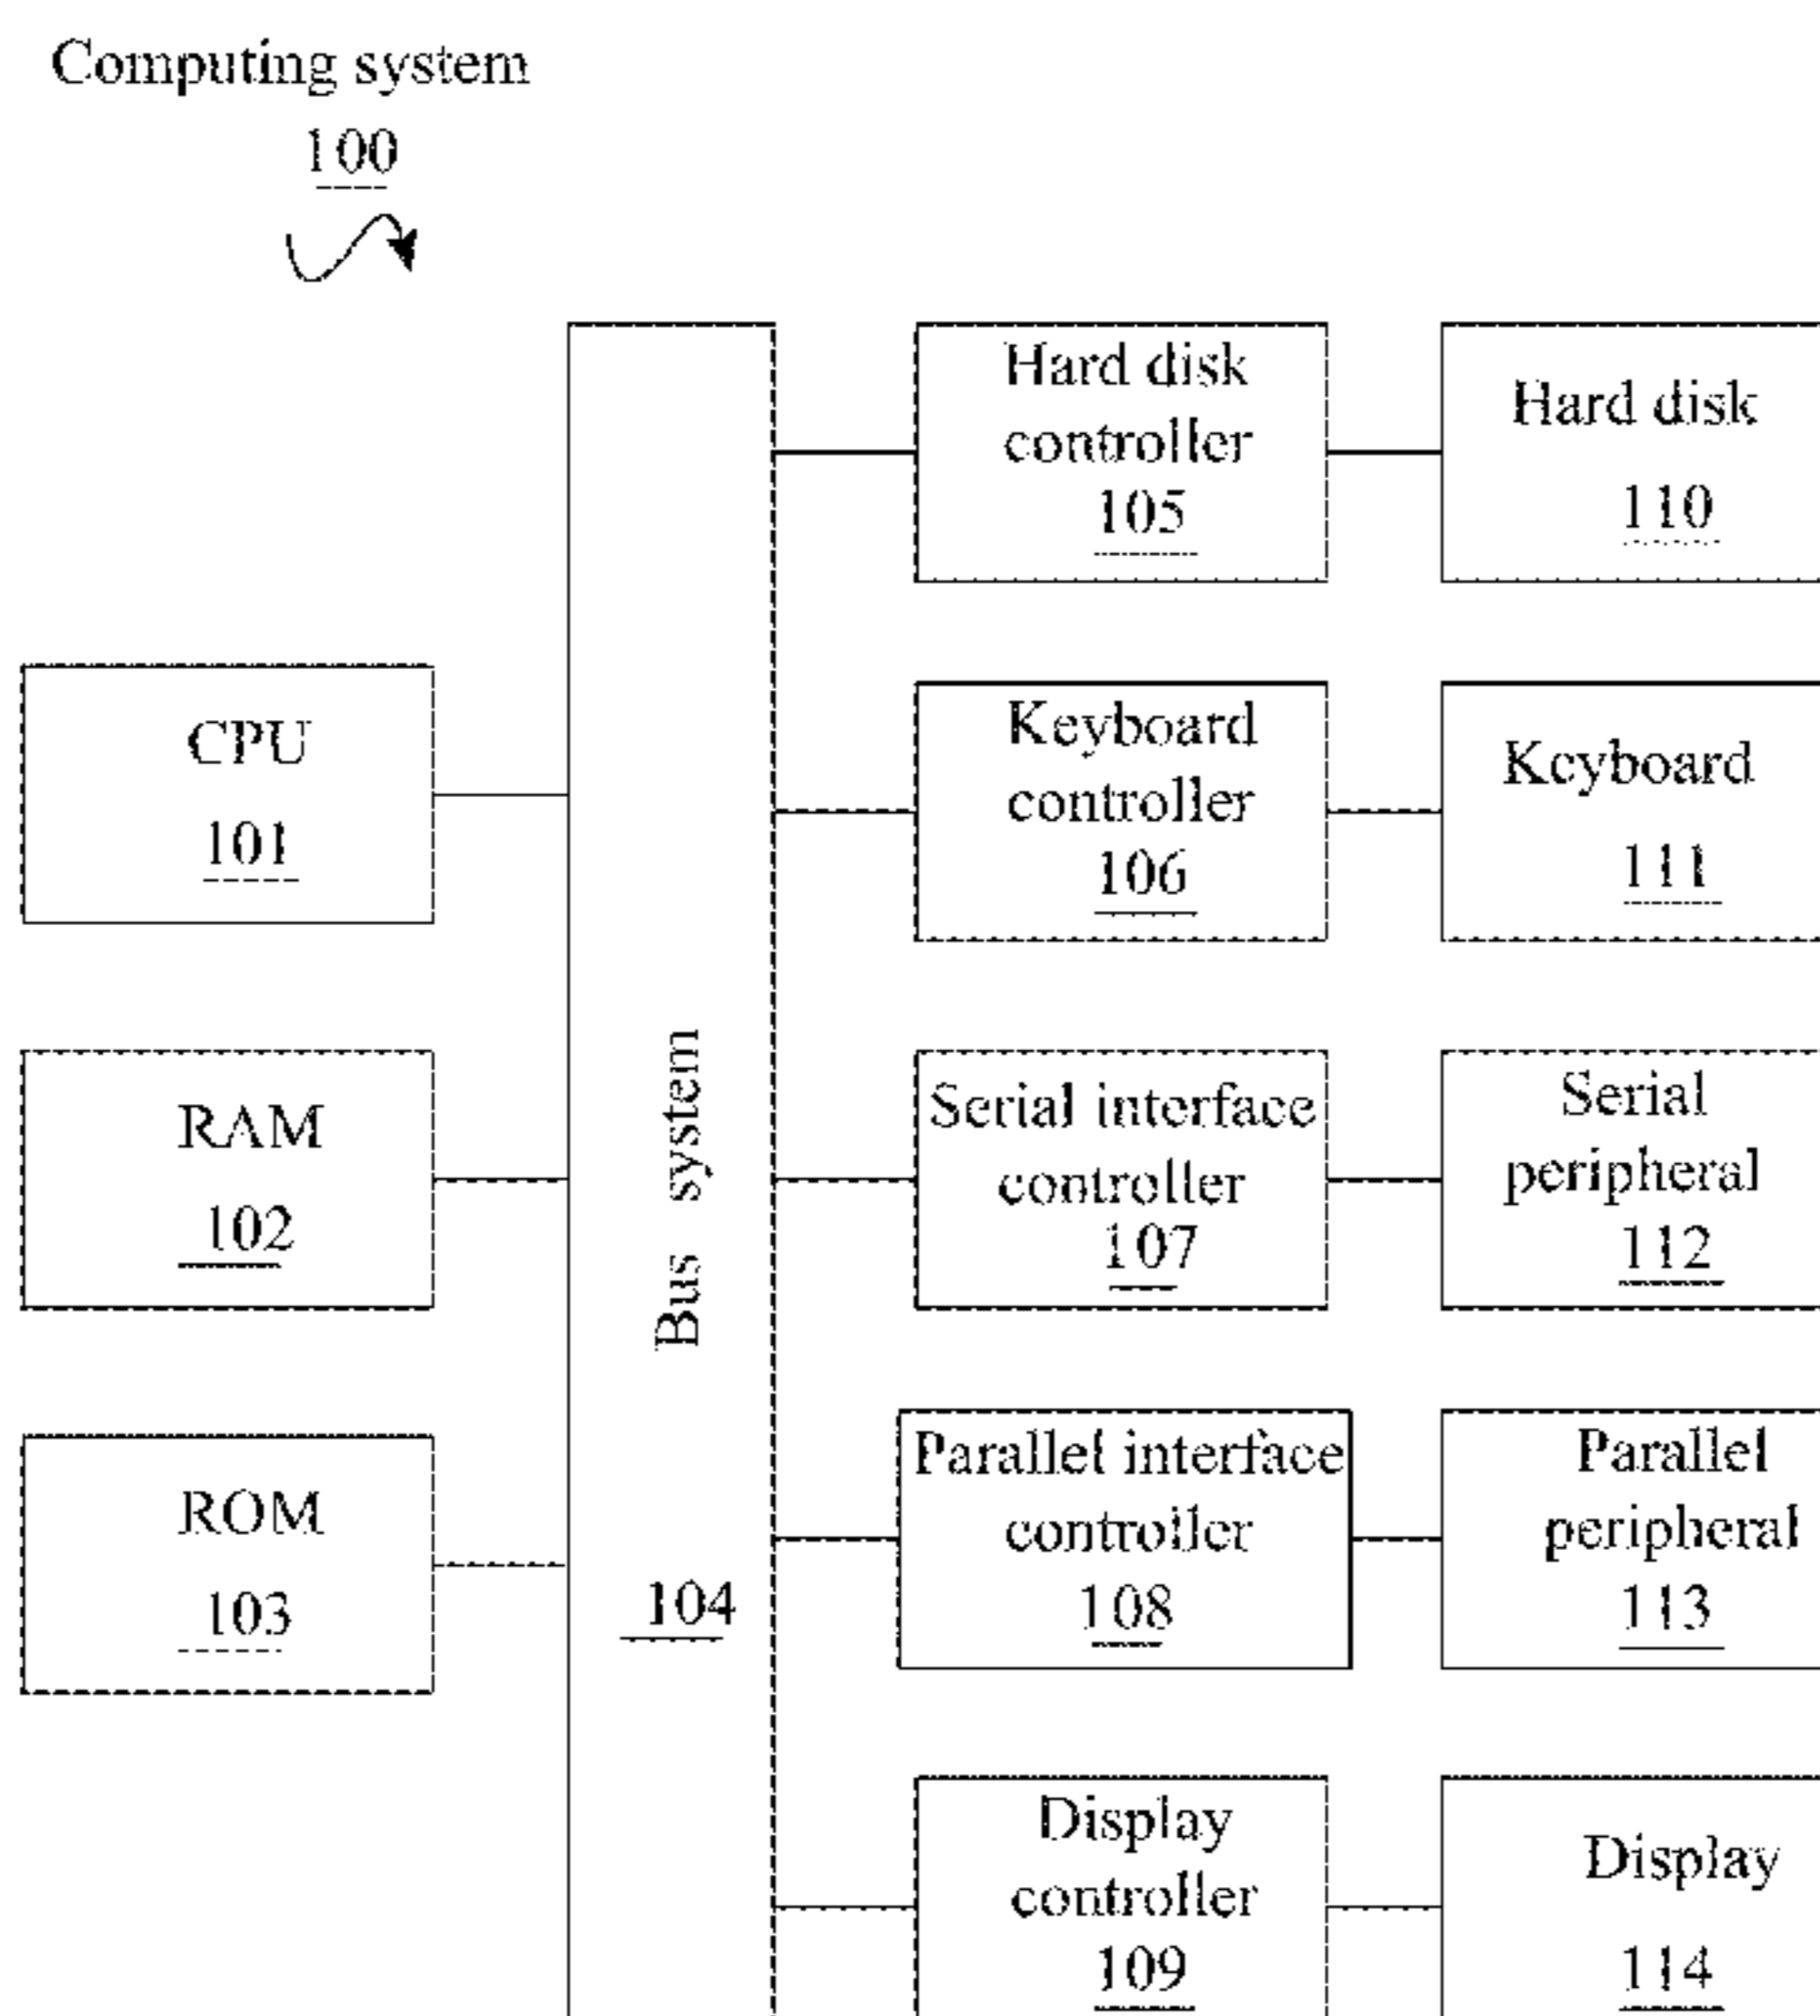 Computing system
100
Hard disk
controller
105
Hard disk
110
CPU
101
Keyboard
controller
106
Keyboard
111
RAM
102
Bus system
104
Serial interface
controller
107
Serial
peripheral
112
ROM
103
Parallel interface
controller
108
Parallel
peripheral
113
Display
controller
109
Display
114